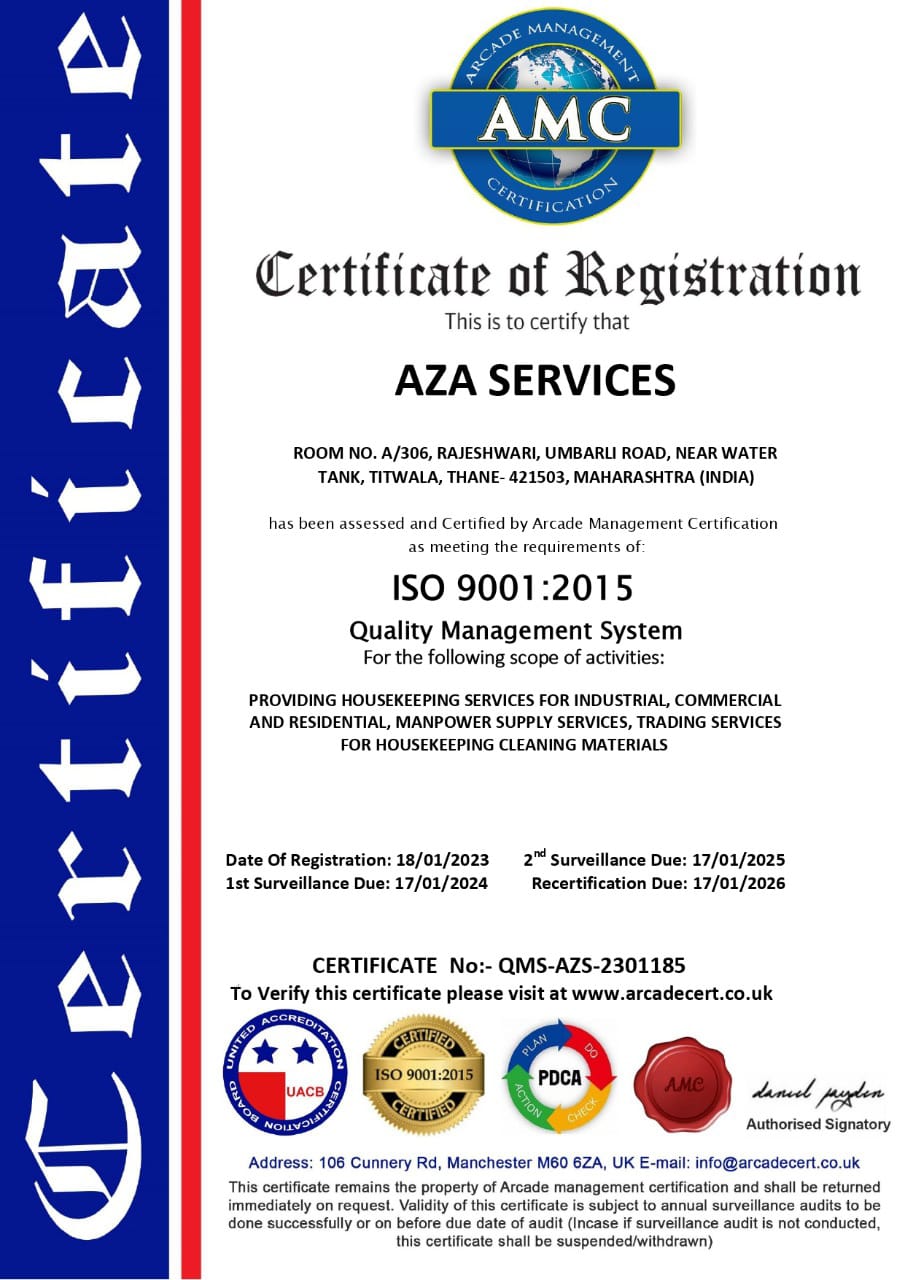 Certificate
ARCADE MANAGEMENT
AMC
CERTIFICATION
Certificate of Registration
This is to certify that
AZA SERVICES
ROOM NO. A/306, RAJESHWARI, UMBARLI ROAD, NEAR WATER
TANK, TITWALA, THANE- 421503, MAHARASHTRA (INDIA)
has been assessed and Certified by Arcade Management Certification
as meeting the requirements of:
ISO 9001:2015
Quality Management System
For the following scope of activities:
PROVIDING HOUSEKEEPING SERVICES FOR INDUSTRIAL, COMMERCIAL
AND RESIDENTIAL, MANPOWER SUPPLY SERVICES, TRADING SERVICES
FOR HOUSEKEEPING CLEANING MATERIALS
Date Of Registration: 18/01/2023 2nd Surveillance Due: 17/01/2025
1st Surveillance Due: 17/01/2024 Recertification Due: 17/01/2026
CERTIFICATE No:- QMS-AZS-2301185
To Verify this certificate please visit at www.arcadecert.co.uk
UNITED ACCREDITATION
CERTIFICATION BOARD
UACB
CERTIFIED
ISO 9001:2015
CERTIFIED
PLAN
DO
PDCA
ACTION
CHECK
AMC
daniel jayden
Authorised Signatory
Address: 106 Cunnery Rd, Manchester M60 6ZA, UK E-mail: info@arcadecert.co.uk
This certificate remains the property of Arcade management certification and shall be returned
immediately on request. Validity of this certificate is subject to annual surveillance audits to be
done successfully or on before due date of audit (Incase if surveillance audit is not conducted,
this certificate shall be suspended/withdrawn)